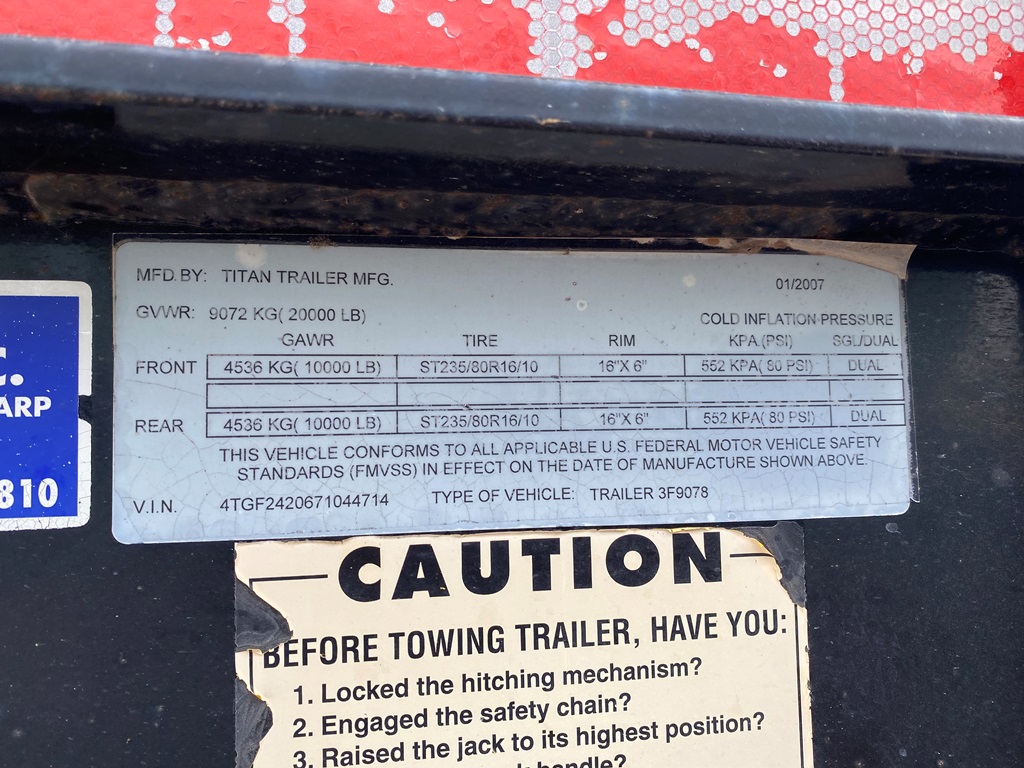 MFD. BY: TITAN TRAILER MFG. 01/2007
GVWR: 9072 KG( 20000 LB)
COLD INFLATION PRESSURE
GAWR TIRE RIM KPA.(PSI) SGL/DUAL
FRONT 4536 KG( 10000 LB) ST235/80R16/10 16"X 6" 552 KPA( 80 PSI) DUAL
REAR 4536 KG( 10000 LB) ST235/80R16/10 16"X 6" 552 KPA( 80 PSI) DUAL
THIS VEHICLE CONFORMS TO ALL APPLICABLE U.S. FEDERAL MOTOR VEHICLE SAFETY
STANDARDS (FMVSS) IN EFFECT ON THE DATE OF MANUFACTURE SHOWN ABOVE.
V.I.N. 4TGF2420671044714 TYPE OF VEHICLE: TRAILER 3F9078
C.
ARP
810
CAUTION
BEFORE TOWING TRAILER, HAVE YOU:
1. Locked the hitching mechanism?
2. Engaged the safety chain?
3. Raised the jack to its highest position?
handle?